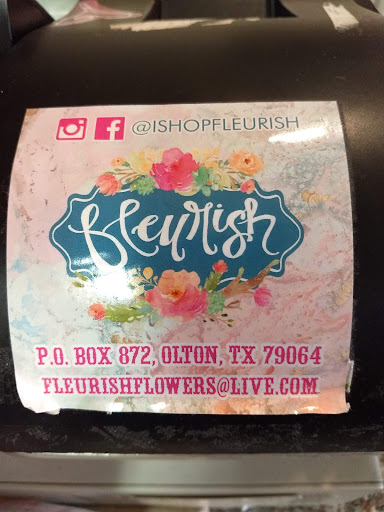 @ISHOPFLEURISH
fleurish
P.O. BOX 872, OLTON, TX 79064
FLEURISHFLOWERS@LIVE.COM